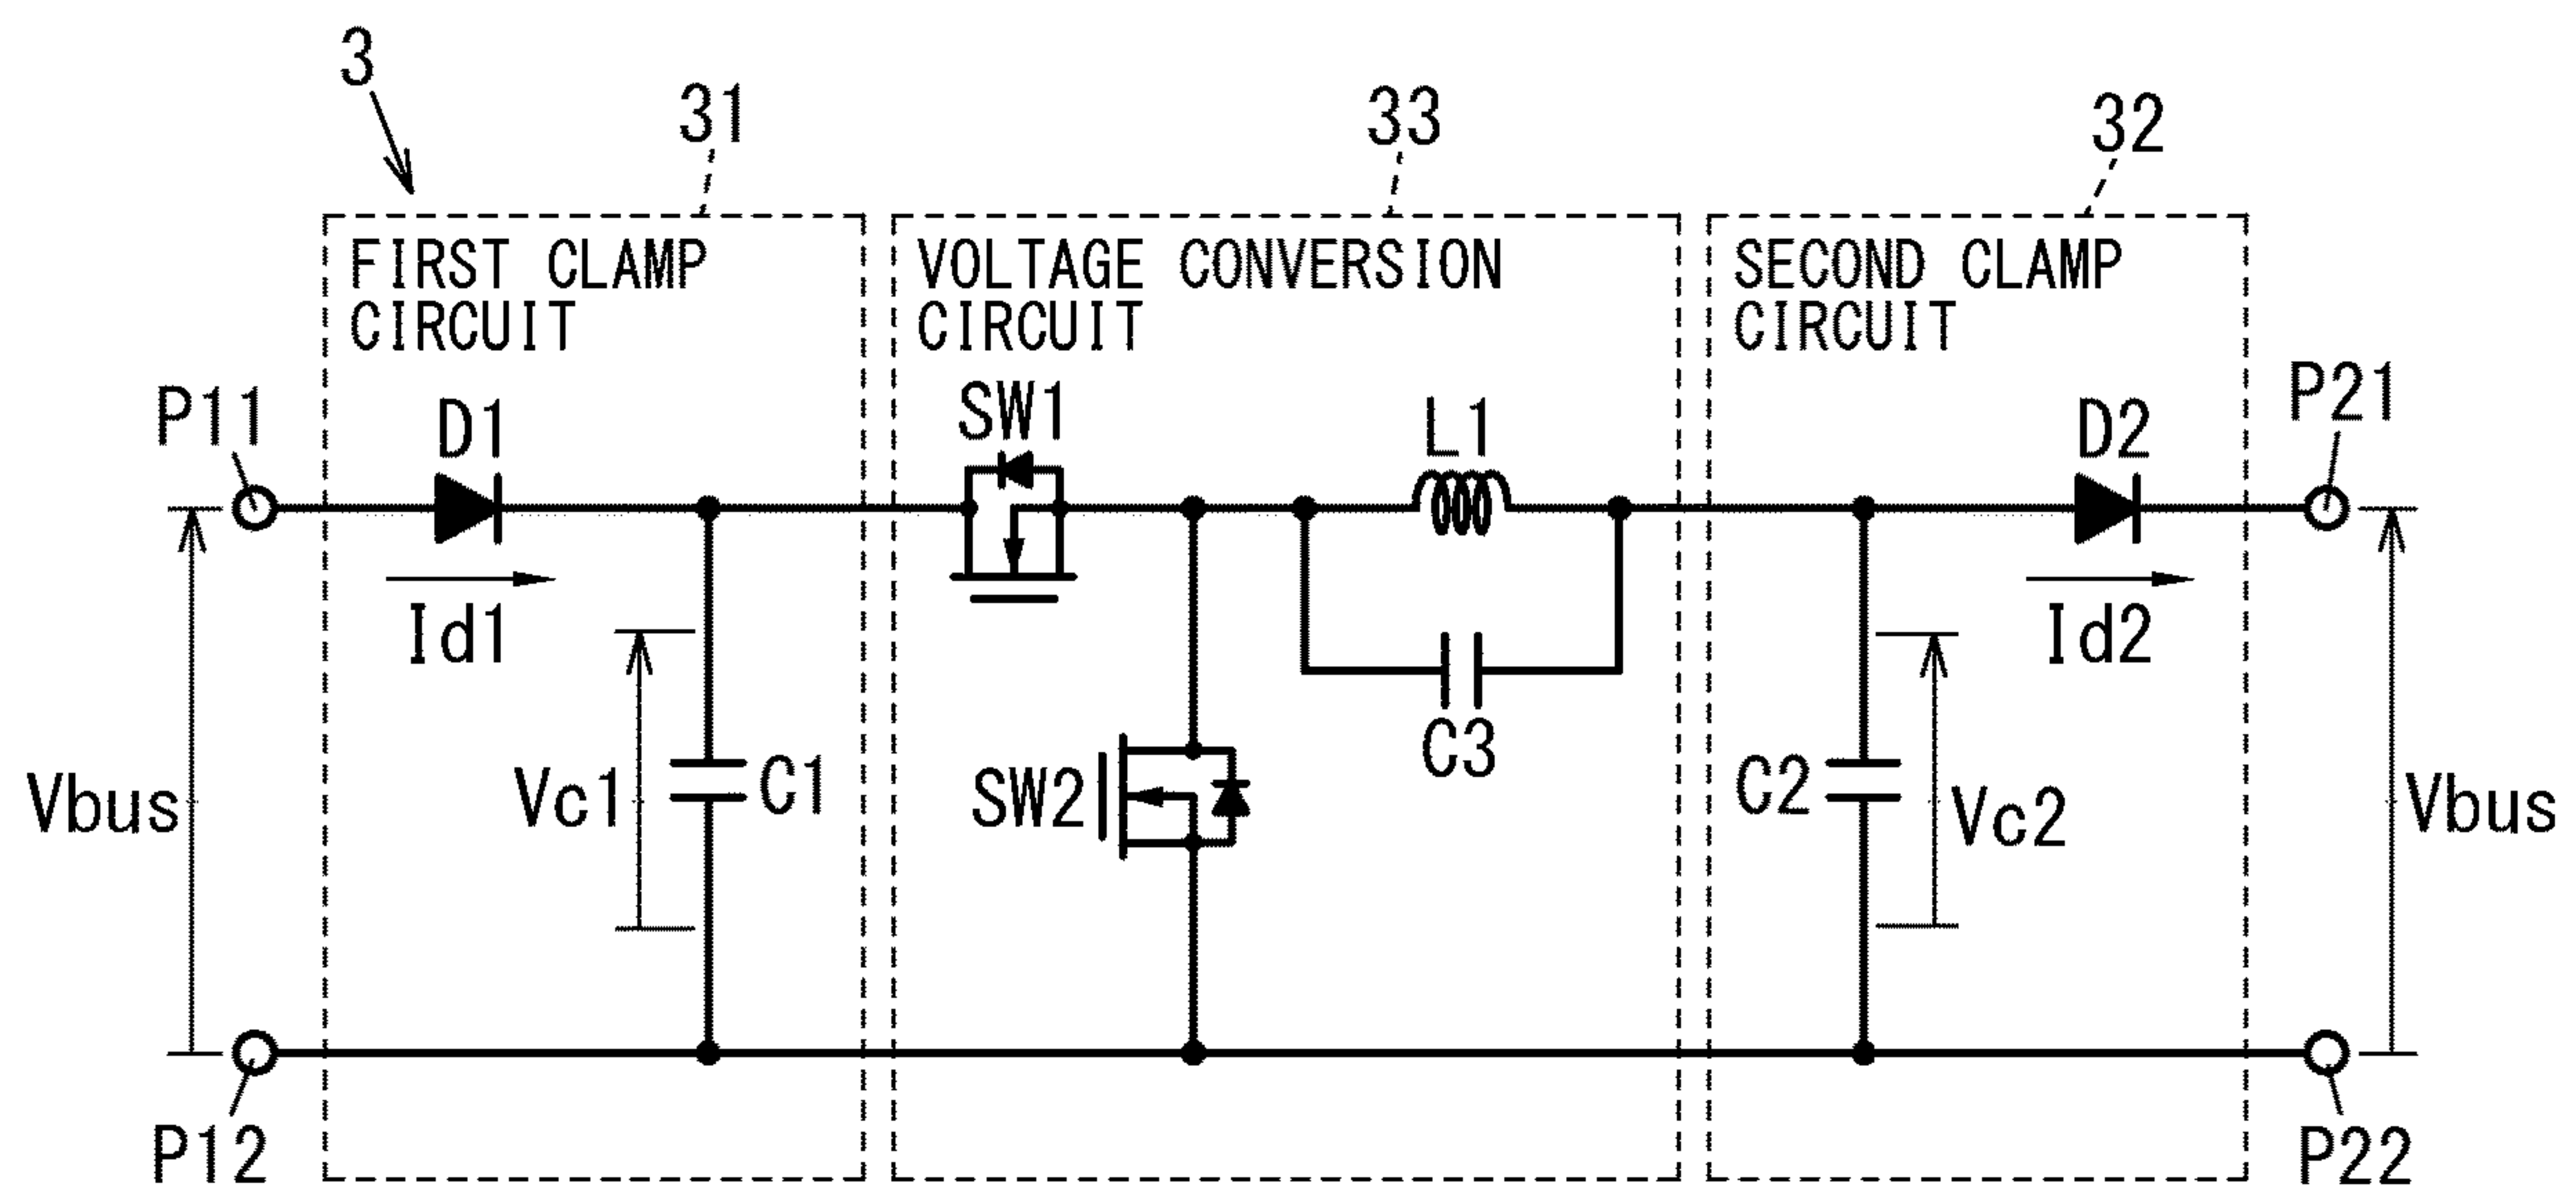 3
31
33
32
FIRST CLAMP
CIRCUIT
VOLTAGE CONVERSION
CIRCUIT
SECOND CLAMP
CIRCUIT
P11
D1
SW1
L1
D2
P21
Id1
Id2
C3
Vbus
Vc1
C1
SW2
C2
Vc2
Vbus
P12
P22